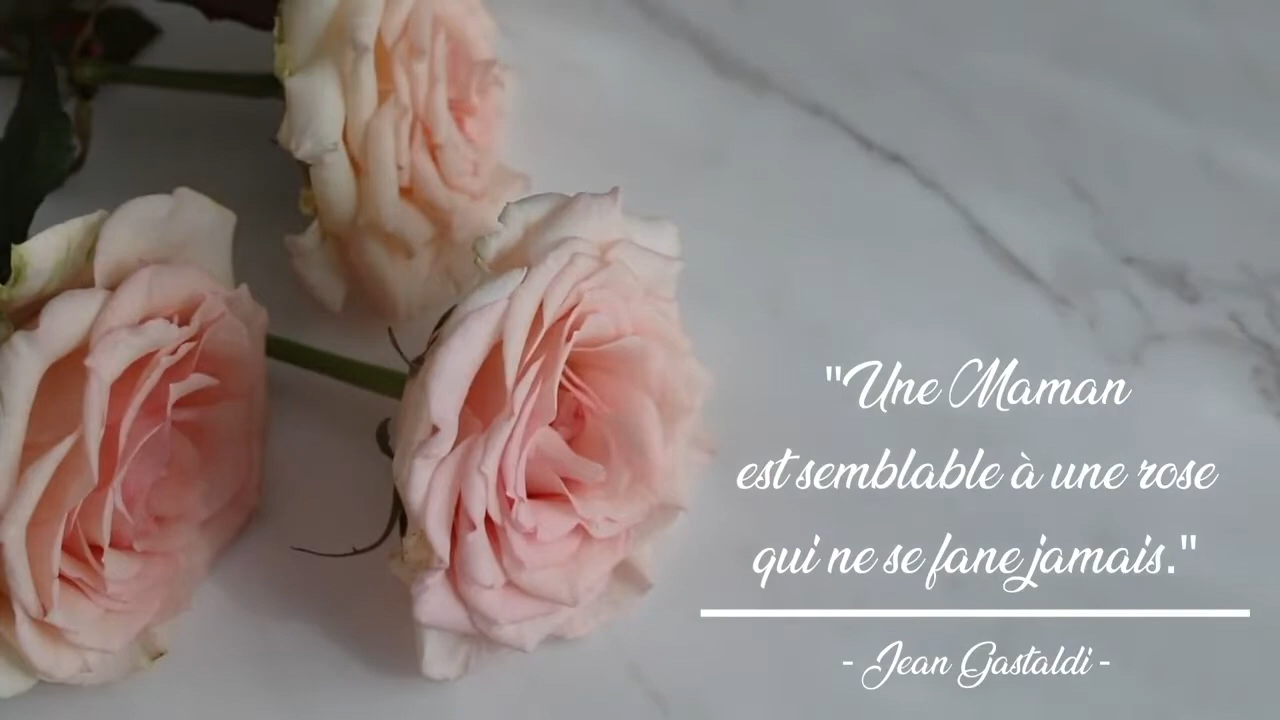 "Une Maman
est semblable à une rose
qui ne se fane jamais."
- Jean Gastaldi -